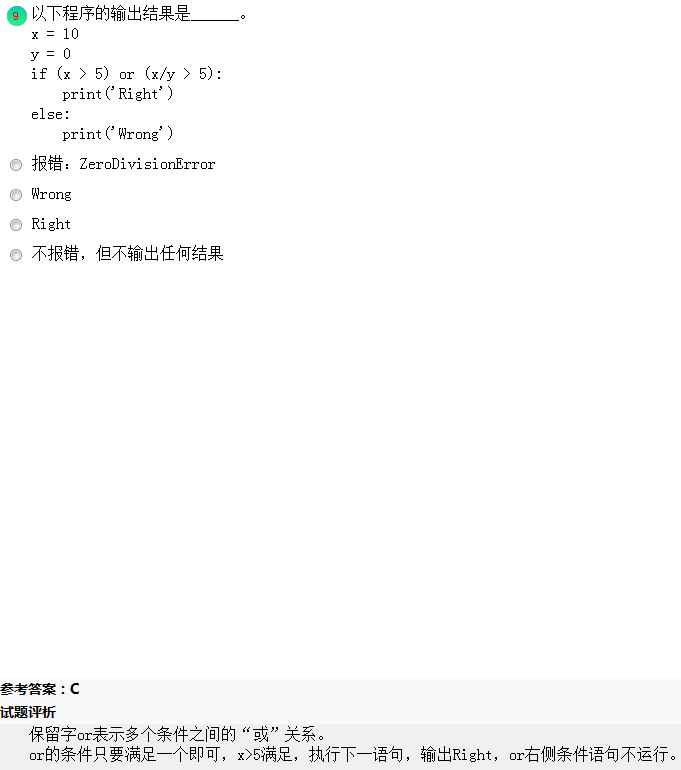 9 以下程序的输出结果是______。
x = 10
y = 0
if (x > 5) or (x/y > 5):
    print('Right')
else:
    print('Wrong')
报错：ZeroDivisionError
Wrong
Right
不报错，但不输出任何结果
参考答案：C
试题评析
保留字or表示多个条件之间的“或”关系。
or的条件只要满足一个即可，x>5满足，执行下一语句，输出Right，or右侧条件语句不运行。